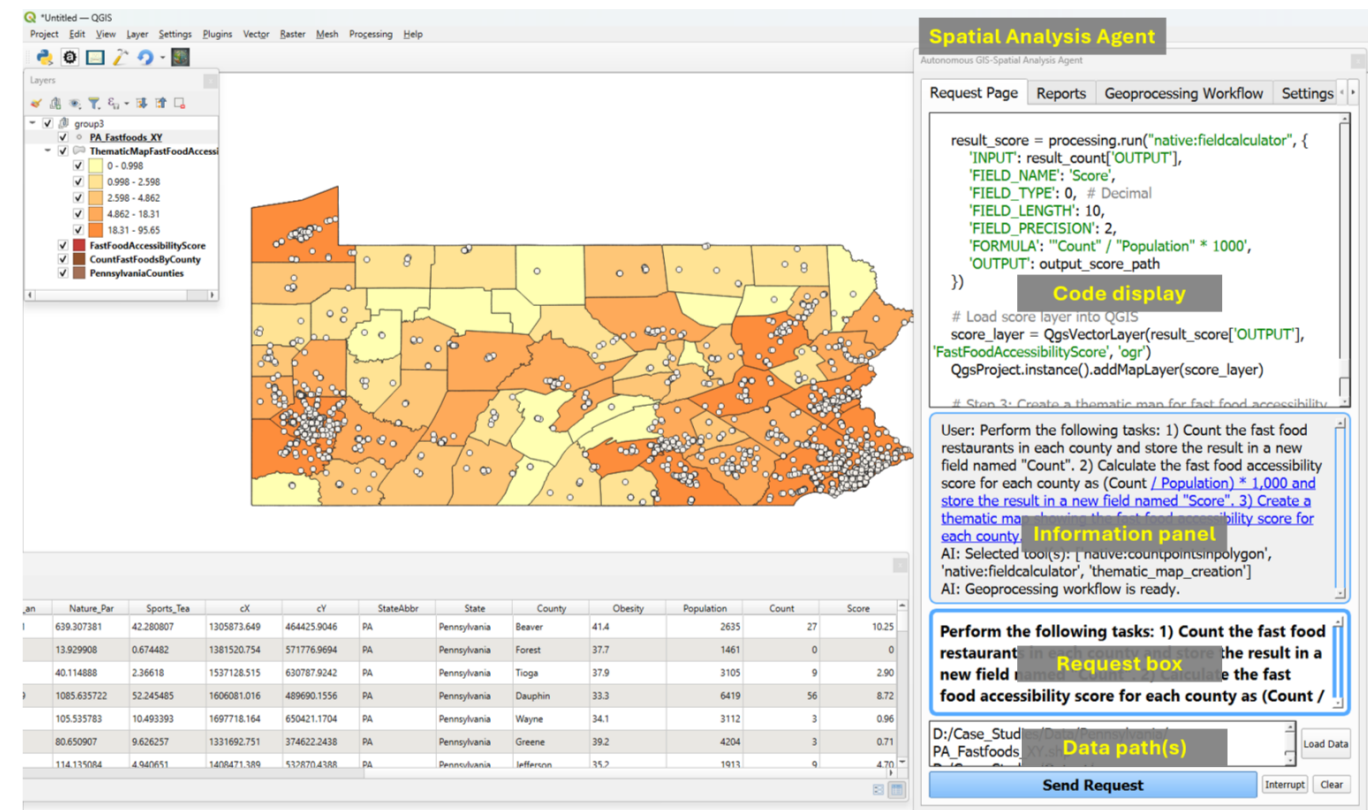 *Untitled — QGIS
Project Edit View Layer Settings Plugins Vector Raster Mesh Processing Help
Layers
group3
PA_Fastfoods_XY
ThematicMapFastFoodAccessi
0 - 0.998
0.998 - 2.598
2.598 - 4.862
4.862 - 18.31
18.31 - 95.65
FastFoodAccessibilityScore
CountFastFoodsByCounty
PennsylvaniaCounties
an Nature_Par Sports_Tea cX cY StateAbbr State County Obesity Population Count Score
639.307381 42.280807 1305873.649 464425.9046 PA Pennsylvania Beaver 41.4 2635 27 10.25
13.929908 0.674482 1381520.754 571776.9694 PA Pennsylvania Forest 37.7 1461 0 0
40.114888 2.36618 1537128.515 630787.9242 PA Pennsylvania Tioga 37.9 3105 9 2.90
1085.635722 52.245485 1606081.016 489690.1556 PA Pennsylvania Dauphin 33.3 6419 56 8.72
105.535783 10.493393 1697718.164 650421.1704 PA Pennsylvania Wayne 34.1 3112 3 0.96
80.650907 9.626257 1331692.751 374622.2438 PA Pennsylvania Greene 39.2 4204 3 0.71
114.135084 4.940651 1408471.389 532870.4388 PA Pennsylvania Jefferson 35.2 1913 9 4.70
Spatial Analysis Agent
Autonomous GIS-Spatial Analysis Agent
Request Page Reports Geoprocessing Workflow Settings
result_score = processing.run("native:fieldcalculator", {
'INPUT': result_count['OUTPUT'],
'FIELD_NAME': 'Score',
'FIELD_TYPE': 0, # Decimal
'FIELD_LENGTH': 10,
'FIELD_PRECISION': 2,
'FORMULA': '"Count" / "Population" * 1000',
'OUTPUT': output_score_path
})
Code display
# Load score layer into QGIS
score_layer = QgsVectorLayer(result_score['OUTPUT'],
'FastFoodAccessibilityScore', 'ogr')
QgsProject.instance().addMapLayer(score_layer)
# Step 3: Create a thematic map for fast food accessibility
User: Perform the following tasks: 1) Count the fast food
restaurants in each county and store the result in a new
field named "Count". 2) Calculate the fast food accessibility
score for each county as (Count / Population) * 1,000 and
store the result in a new field named "Score". 3) Create a
thematic map showing the fast food accessibility score for
each county.
Information panel
AI: Selected tool(s): ['native:countpointsinpolygon',
'native:fieldcalculator', 'thematic_map_creation']
AI: Geoprocessing workflow is ready.
Perform the following tasks: 1) Count the fast food
restaurants in each county and store the result in a
Request box
new field named "Count". 2) Calculate the fast
food accessibility score for each county as (Count /
D:/Case_Studies/Data/Pennsylvania/
PA_Fastfoods_XY.sh
Data path(s)
Load Data
Send Request
Interrupt Clear